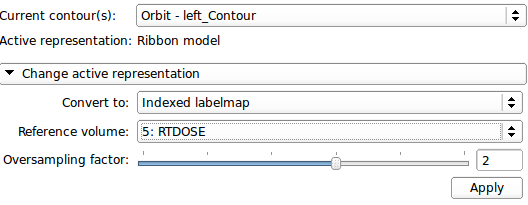 Current contour(s): Orbit - left_Contour
Active representation: Ribbon model
Change active representation
Convert to: Indexed labelmap
Reference volume: 5: RTDOSE
Oversampling factor: 2
Apply